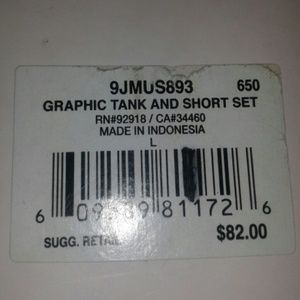 9JMUS893 650
GRAPHIC TANK AND SHORT SET
RN#92918 / CA#34460
MADE IN INDONESIA
L
6 81172 6
SUGG. RETAIL $82.00